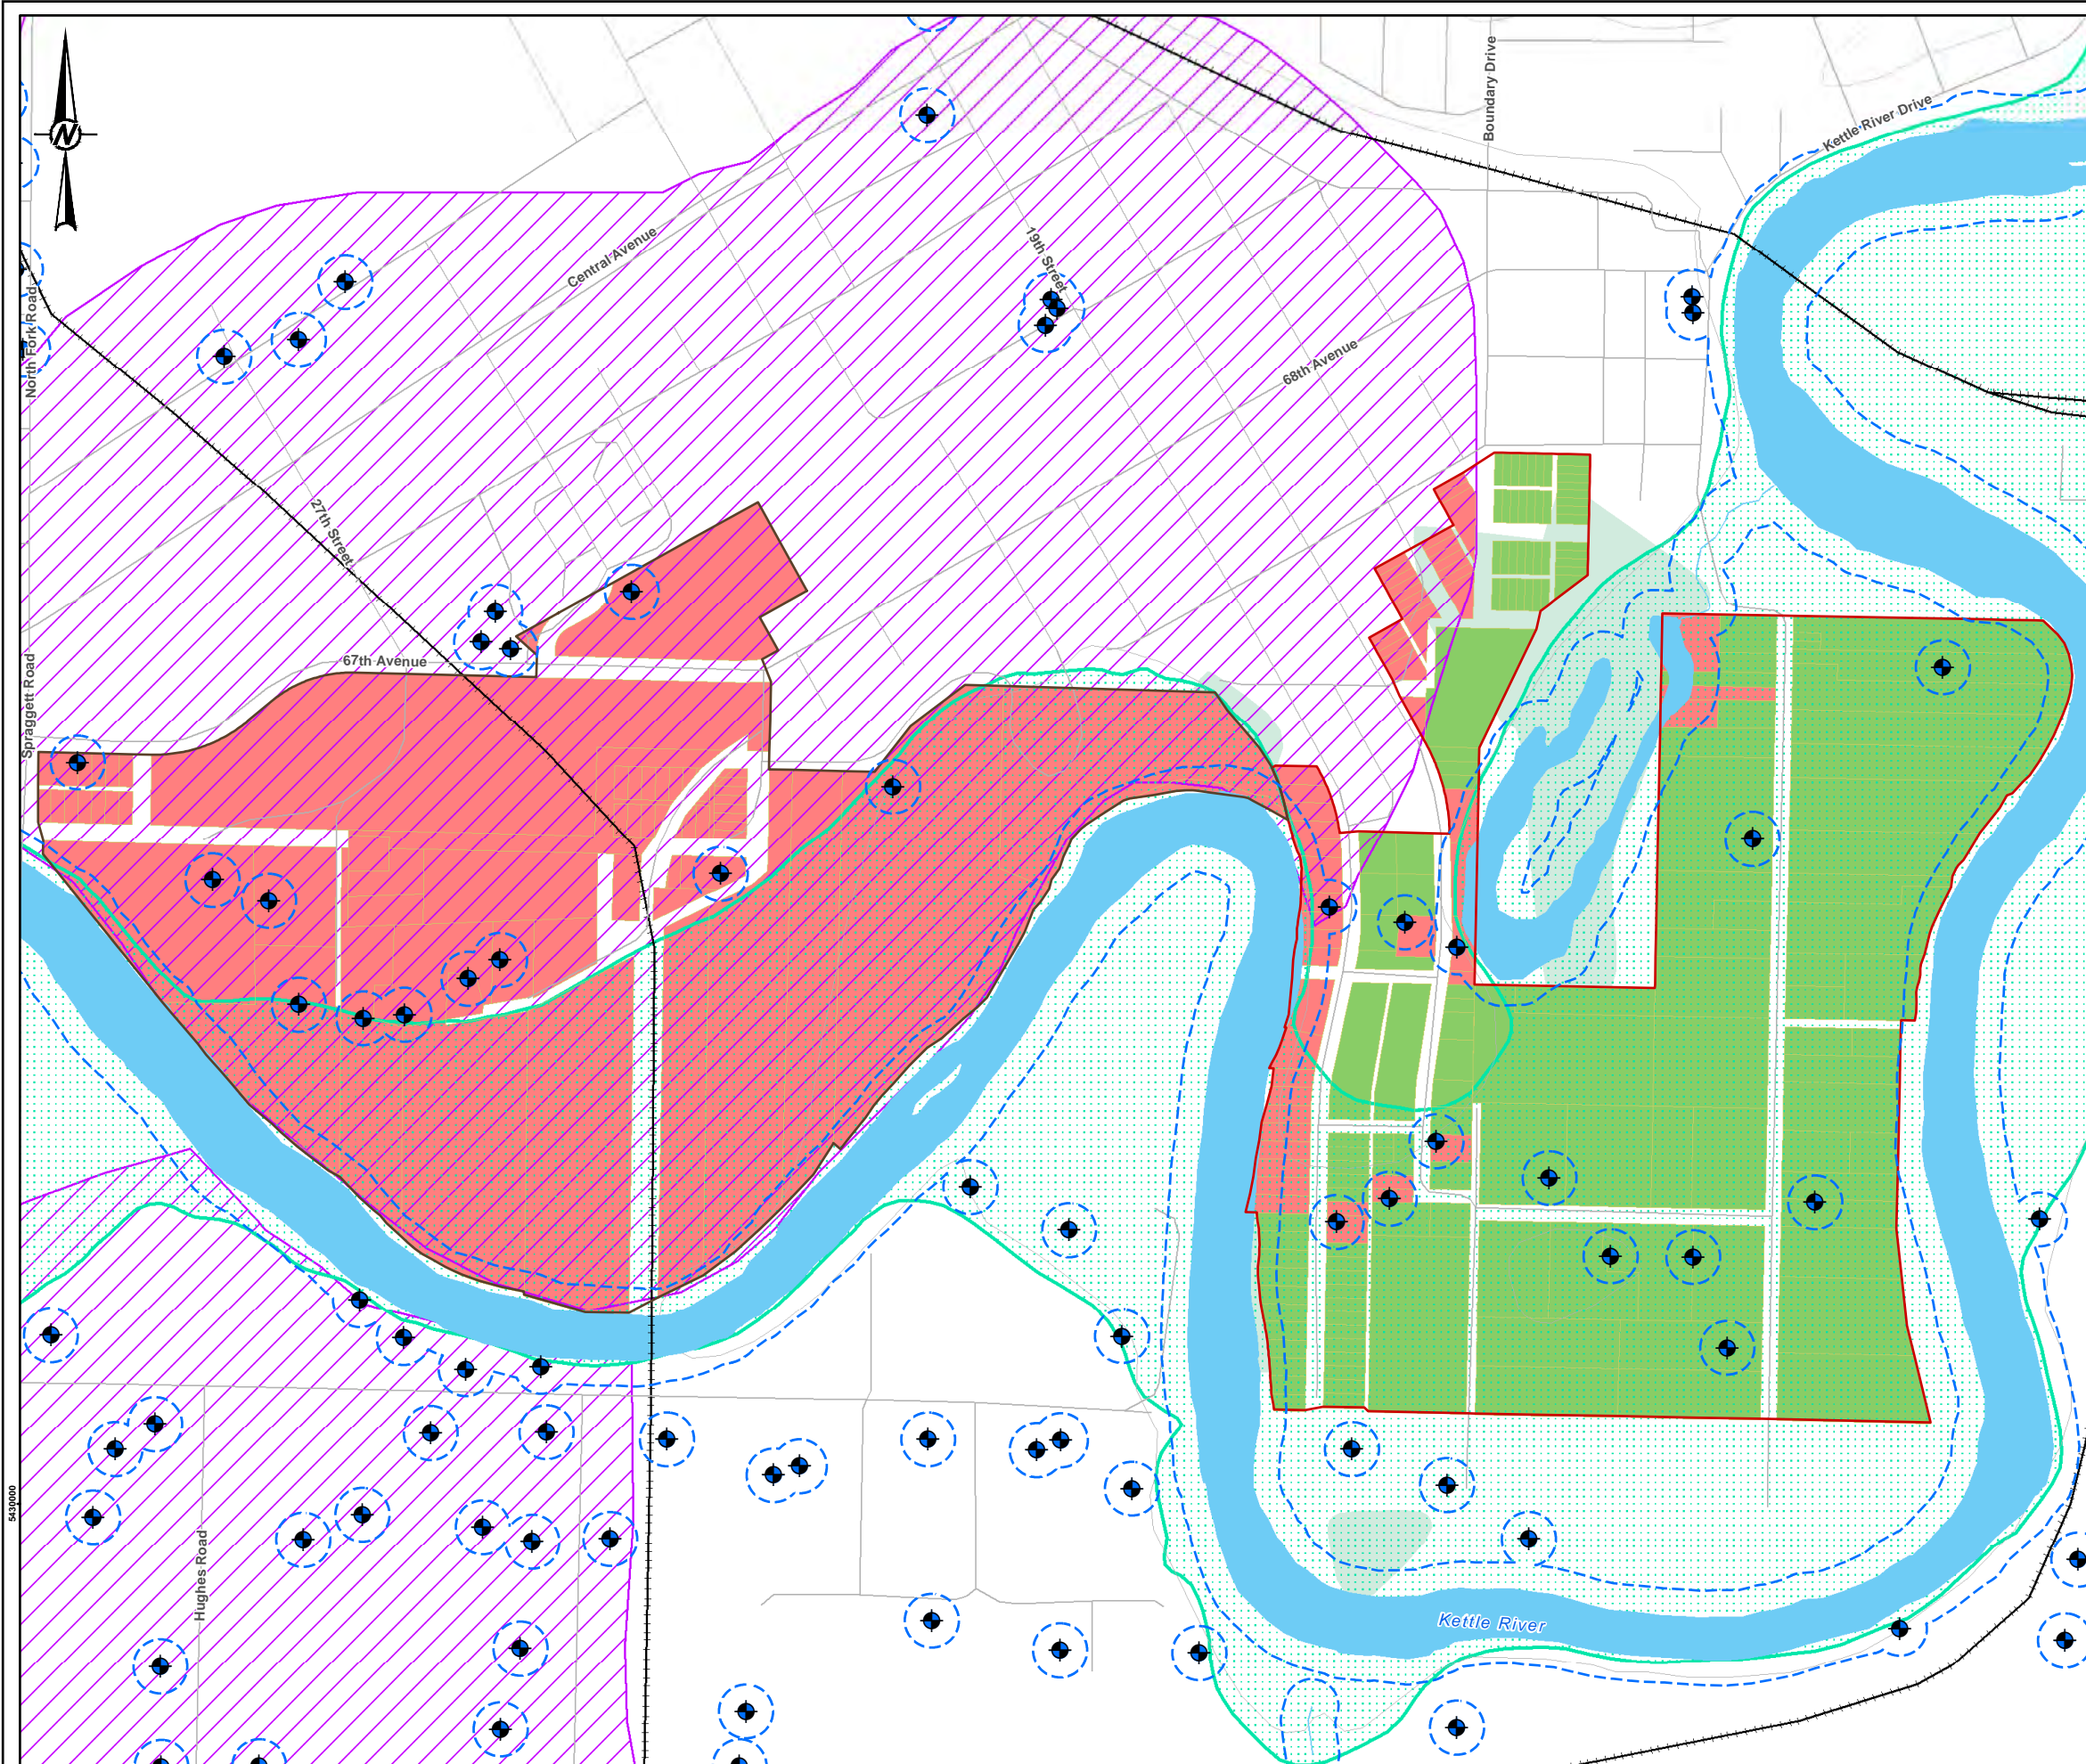 N
Boundary Drive
Kettle River Drive
Central Avenue
19th Street
North Fork Road
68th Avenue
27th Street
67th Avenue
Spraggett Road
5430000
Hughes Road
Kettle River